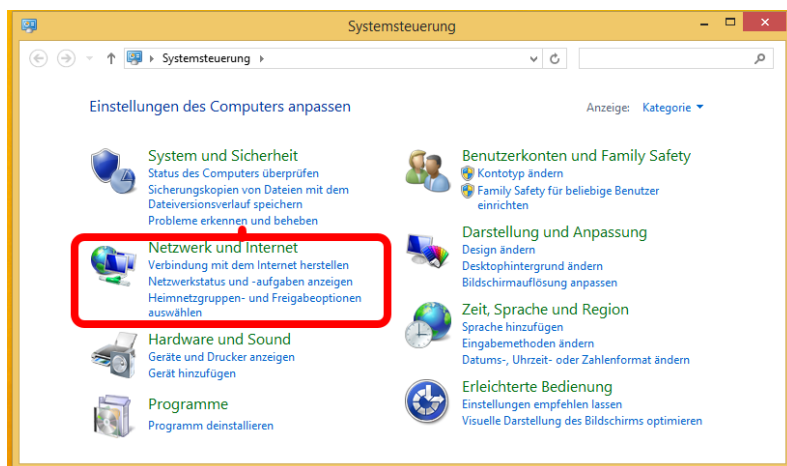 Systemsteuerung
Systemsteuerung
Einstellungen des Computers anpassen
Anzeige: Kategorie
System und Sicherheit
Status des Computers überprüfen
Sicherungskopien von Dateien mit dem
Dateiversionsverlauf speichern
Probleme erkennen und beheben
Netzwerk und Internet
Verbindung mit dem Internet herstellen
Netzwerkstatus und -aufgaben anzeigen
Heimnetzgruppen- und Freigabeoptionen
auswählen
Hardware und Sound
Geräte und Drucker anzeigen
Gerät hinzufügen
Programme
Programm deinstallieren
Benutzerkonten und Family Safety
Kontotyp ändern
Family Safety für beliebige Benutzer
einrichten
Darstellung und Anpassung
Design ändern
Desktophintergrund ändern
Bildschirmauflösung anpassen
Zeit, Sprache und Region
Sprache hinzufügen
Eingabemethoden ändern
Datums-, Uhrzeit- oder Zahlenformat ändern
Erleichterte Bedienung
Einstellungen empfehlen lassen
Visuelle Darstellung des Bildschirms optimieren